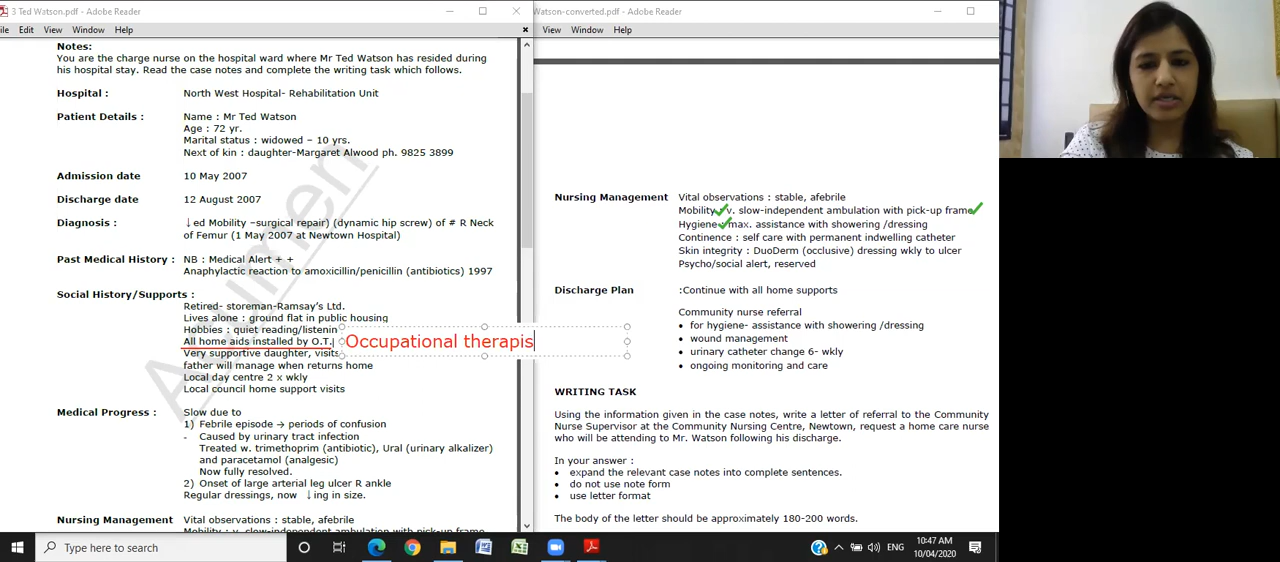 3 Ted Watson.pdf - Adobe Reader
Edit View Window Help
Notes:
You are the charge nurse on the hospital ward where Mr Ted Watson has resided during
his hospital stay. Read the case notes and complete the writing task which follows.
Hospital : North West Hospital- Rehabilitation Unit
Patient Details : Name : Mr Ted Watson
Age : 72 yr.
Marital status : widowed – 10 yrs.
Next of kin : daughter-Margaret Alwood ph. 9825 3899
Admission date 10 May 2007
Discharge date 12 August 2007
Diagnosis : ↓ed Mobility –surgical repair) (dynamic hip screw) of # R Neck
of Femur (1 May 2007 at Newtown Hospital)
Past Medical History : NB : Medical Alert + +
Anaphylactic reaction to amoxicillin/penicillin (antibiotics) 1997
Social History/Supports :
Retired- storeman-Ramsay's Ltd.
Lives alone : ground flat in public housing
Hobbies : quiet reading/listenin
All home aids installed by O.T. Occupational therapis
Very supportive daughter, visits
father will manage when returns home
Local day centre 2 x wkly
Local council home support visits
Medical Progress : Slow due to
1) Febrile episode → periods of confusion
- Caused by urinary tract infection
Treated w. trimethoprim (antibiotic), Ural (urinary alkalizer)
and paracetamol (analgesic)
Now fully resolved.
2) Onset of large arterial leg ulcer R ankle
Regular dressings, now ↓ing in size.
Nursing Management Vital observations : stable, afebrile
Mobility : v. slow-independent ambulation with pick-up frame
Watson-converted.pdf - Adobe Reader
View Window Help
Nursing Management Vital observations : stable, afebrile
Mobility v. slow-independent ambulation with pick-up frame
Hygiene max. assistance with showering /dressing
Continence : self care with permanent indwelling catheter
Skin integrity : DuoDerm (occlusive) dressing wkly to ulcer
Psycho/social alert, reserved
Discharge Plan :Continue with all home supports
Community nurse referral
• for hygiene- assistance with showering /dressing
• wound management
• urinary catheter change 6- wkly
• ongoing monitoring and care
WRITING TASK
Using the information given in the case notes, write a letter of referral to the Community
Nurse Supervisor at the Community Nursing Centre, Newtown, request a home care nurse
who will be attending to Mr. Watson following his discharge.
In your answer :
• expand the relevant case notes into complete sentences.
• do not use note form
• use letter format
The body of the letter should be approximately 180-200 words.
Type here to search
ENG
10:47 AM
10/04/2020